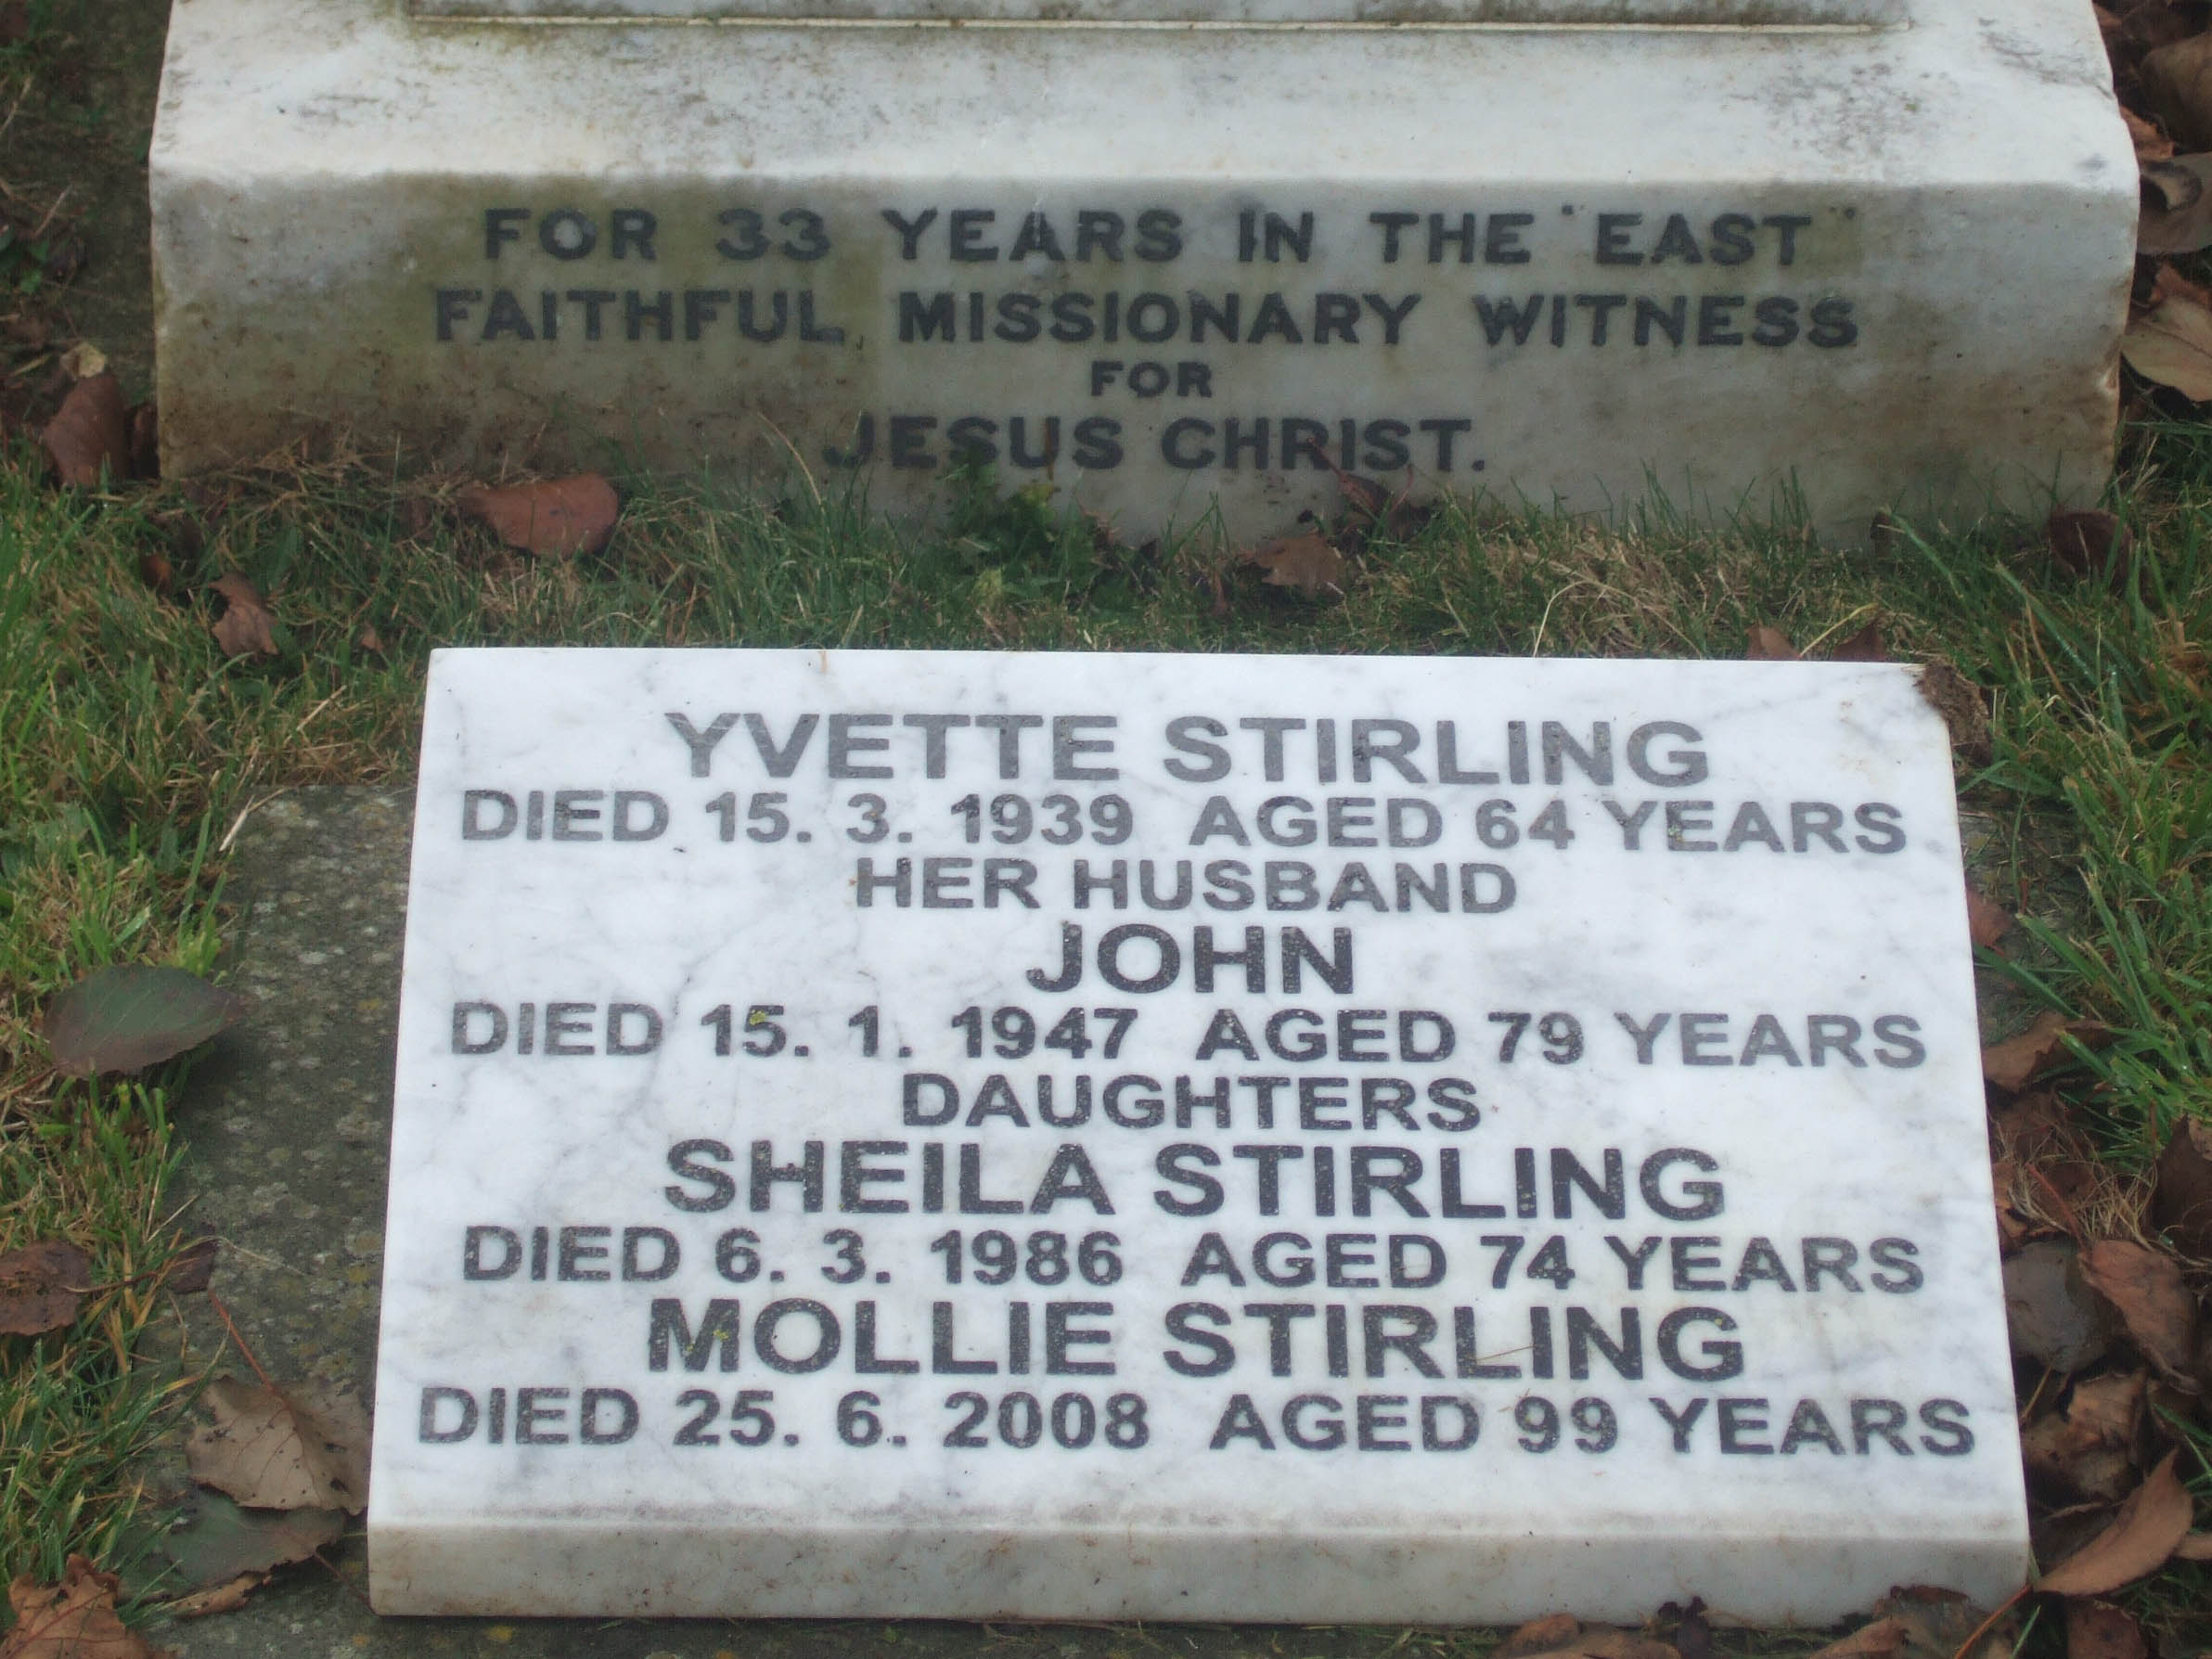 FOR 33 YEARS IN THE "EAST"
FAITHFUL MISSIONARY WITNESS
FOR
JESUS CHRIST.
YVETTE STIRLING
DIED 15. 3. 1939 AGED 64 YEARS
HER HUSBAND
JOHN
DIED 15. 1. 1947 AGED 79 YEARS
DAUGHTERS
SHEILA STIRLING
DIED 6. 3. 1986 AGED 74 YEARS
MOLLIE STIRLING
DIED 25. 6. 2008 AGED 99 YEARS